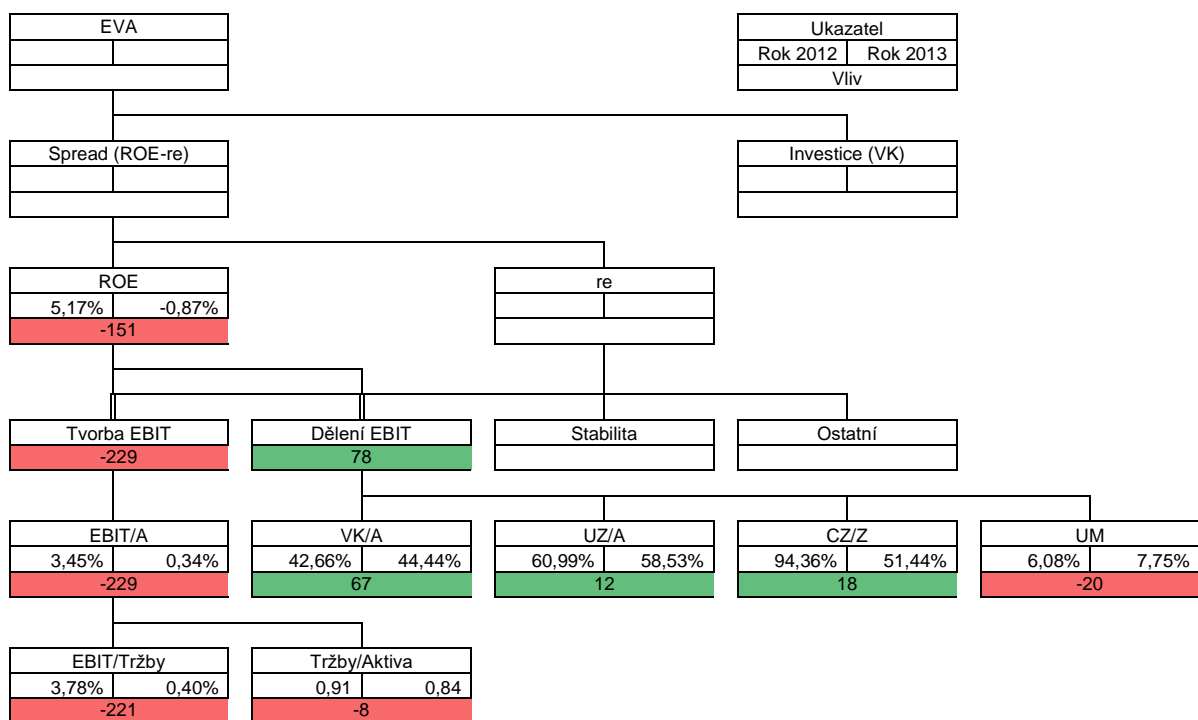 EVA
Ukazatel
Rok 2012 Rok 2013
Vliv
Spread (ROE-re)
Investice (VK)
ROE
re
5,17% -0,87%
-151
Tvorba EBIT
Dělení EBIT
Stabilita
Ostatní
-229
78
EBIT/A
VK/A
UZ/A
CZ/Z
UM
3,45% 0,34%
42,66% 44,44%
60,99% 58,53%
94,36% 51,44%
6,08% 7,75%
-229
67
12
18
-20
EBIT/Tržby
Tržby/Aktiva
3,78% 0,40%
0,91 0,84
-221
-8